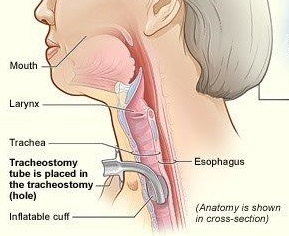 Mouth
Larynx
Trachea
Tracheostomy
tube is placed in
the tracheostomy
(hole)
Inflatable cuff
Esophagus
(Anatomy is shown
in cross-section)